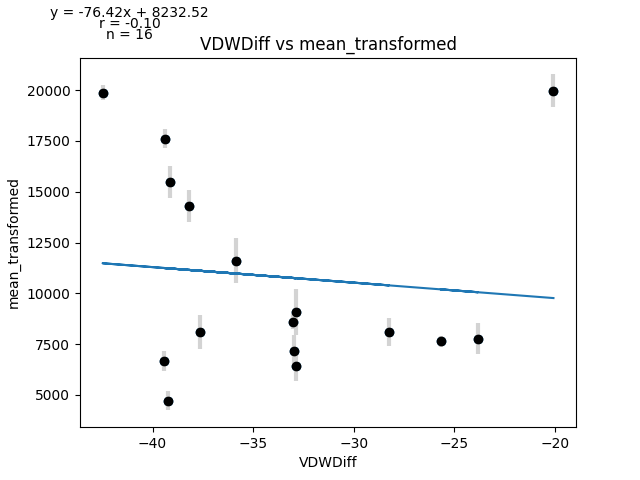 y = -76.42x + 8232.52
r = -0.10
n = 16
VDWDiff vs mean_transformed
20000
17500
15000
12500
10000
7500
5000
mean_transformed
−40
−35
−30
−25
−20
VDWDiff